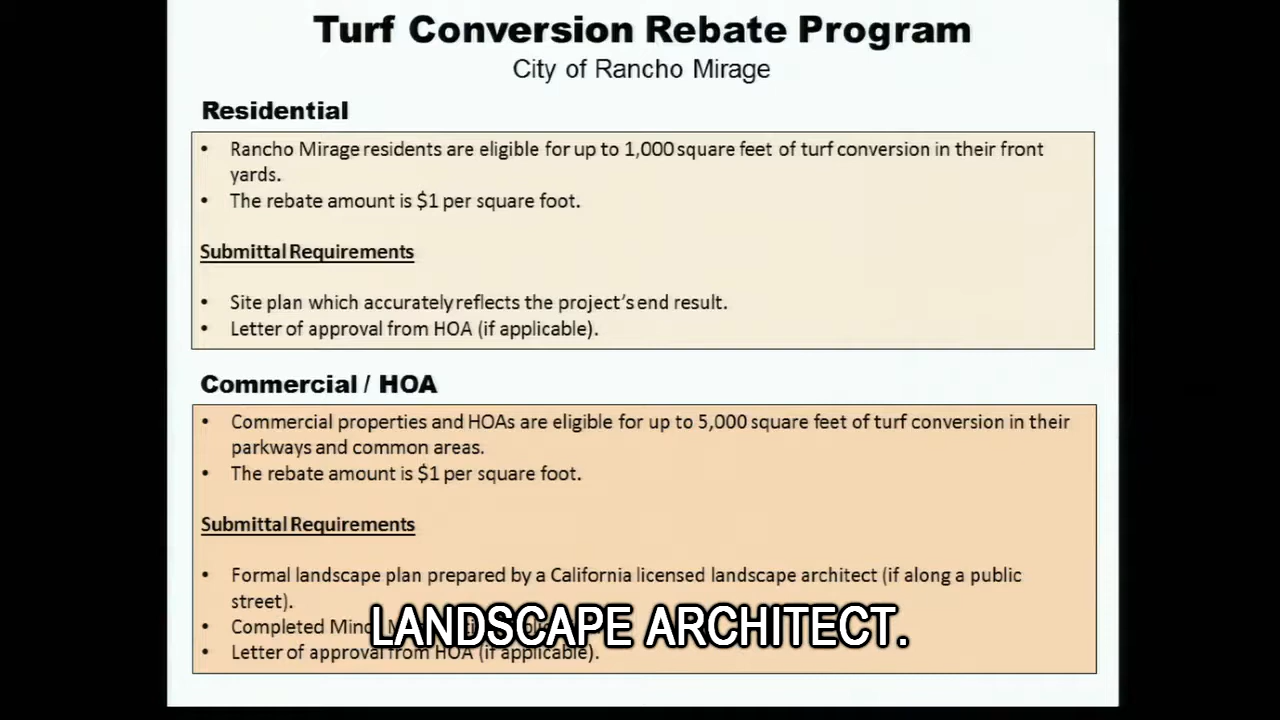 Turf Conversion Rebate Program
City of Rancho Mirage
Residential
• Rancho Mirage residents are eligible for up to 1,000 square feet of turf conversion in their front
yards.
• The rebate amount is $1 per square foot.
Submittal Requirements
• Site plan which accurately reflects the project's end result.
• Letter of approval from HOA (if applicable).
Commercial / HOA
• Commercial properties and HOAs are eligible for up to 5,000 square feet of turf conversion in their
parkways and common areas.
• The rebate amount is $1 per square foot.
Submittal Requirements
• Formal landscape plan prepared by a California licensed landscape architect (if along a public
street).
• Completed
• Letter of approval from HOA (if applicable).
LANDSCAPE ARCHITECT.